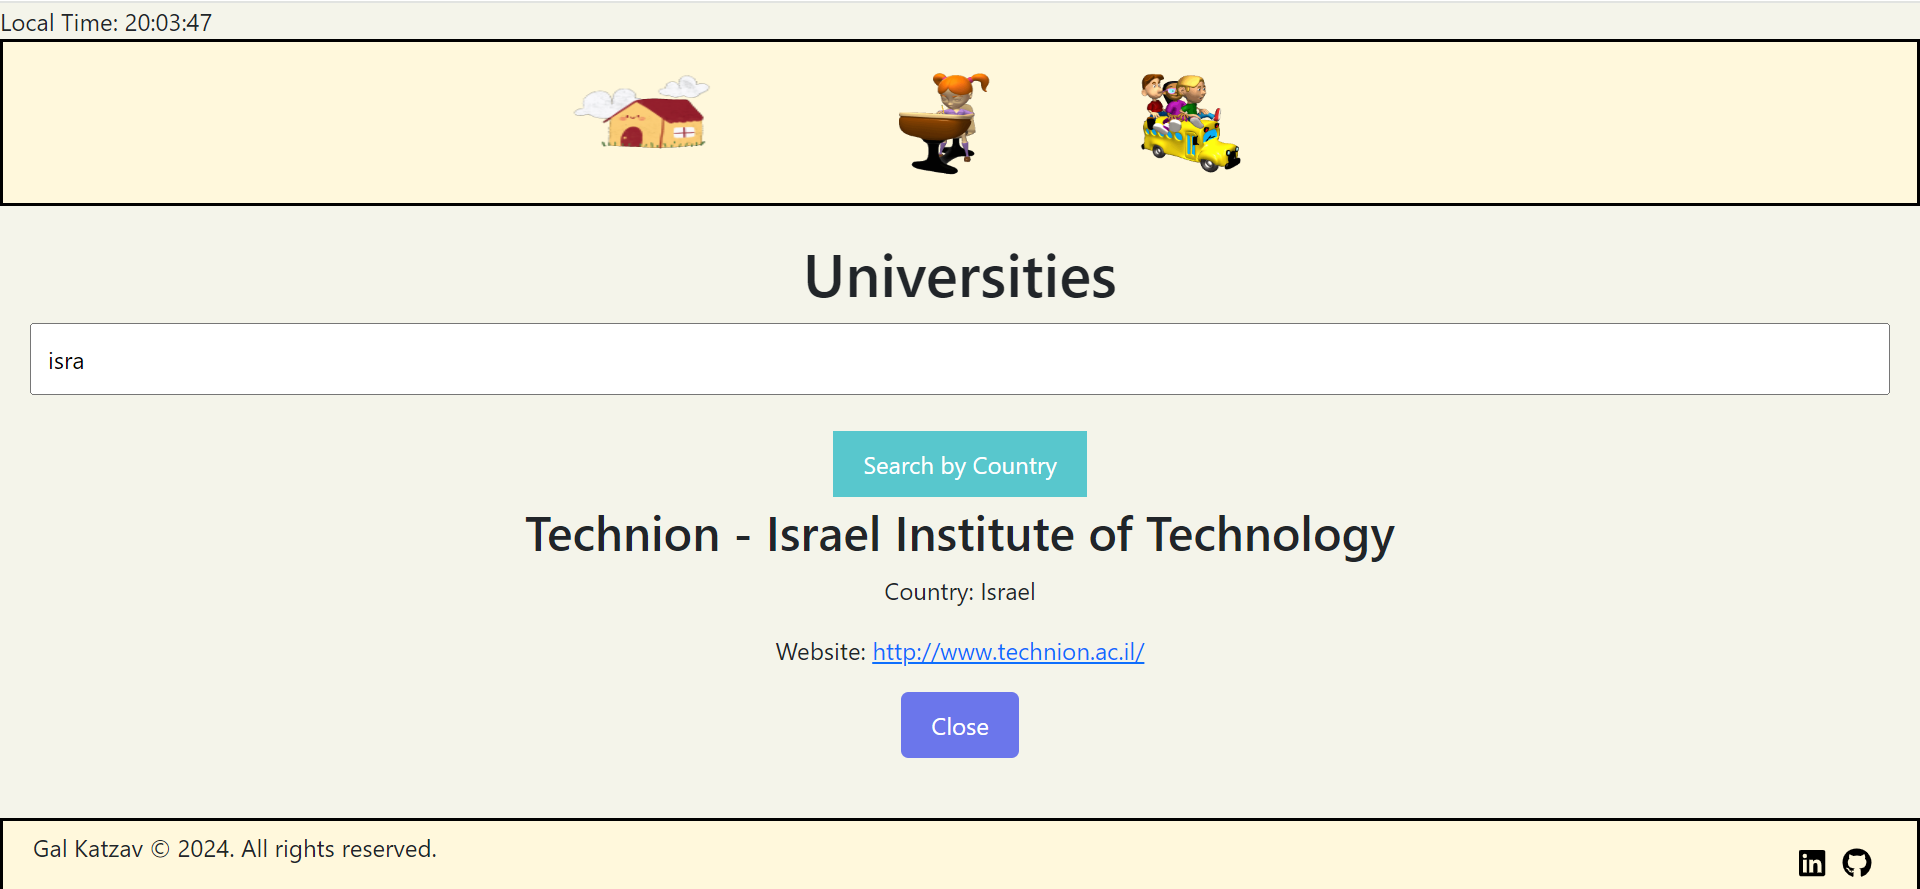 Local Time: 20:03:47
Universities
isra
Search by Country
Technion - Israel Institute of Technology
Country: Israel
Website: http://www.technion.ac.il/
Close
Gal Katzav © 2024. All rights reserved.
in